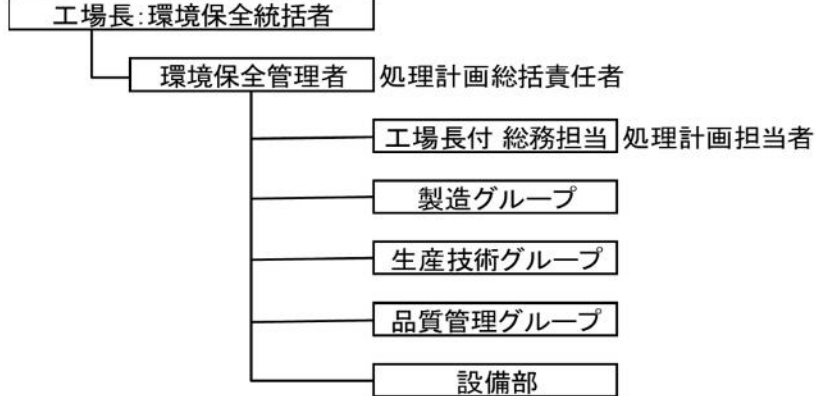 工場長:環境保全統括者
環境保全管理者 処理計画総括責任者
工場長付 総務担当 処理計画担当者
製造グループ
生産技術グループ
品質管理グループ
設備部